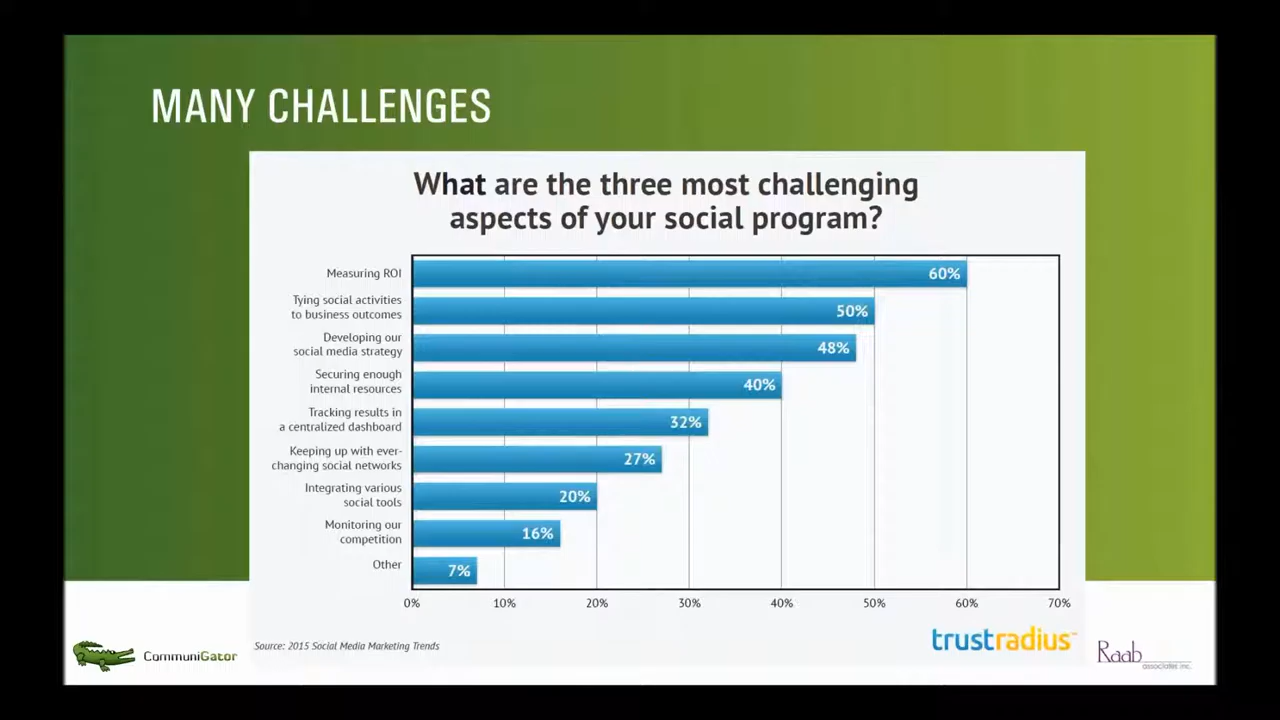 MANY CHALLENGES
What are the three most challenging
aspects of your social program?
Measuring ROI
60%
Tying social activities
to business outcomes
50%
Developing our
social media strategy
48%
Securing enough
internal resources
40%
Tracking results in
a centralized dashboard
32%
Keeping up with ever-
changing social networks
27%
Integrating various
social tools
20%
Monitoring our
competition
16%
Other
7%
0% 10% 20% 30% 40% 50% 60% 70%
Source: 2015 Social Media Marketing Trends
trustradius
CommuniGator
Raab
associates inc.